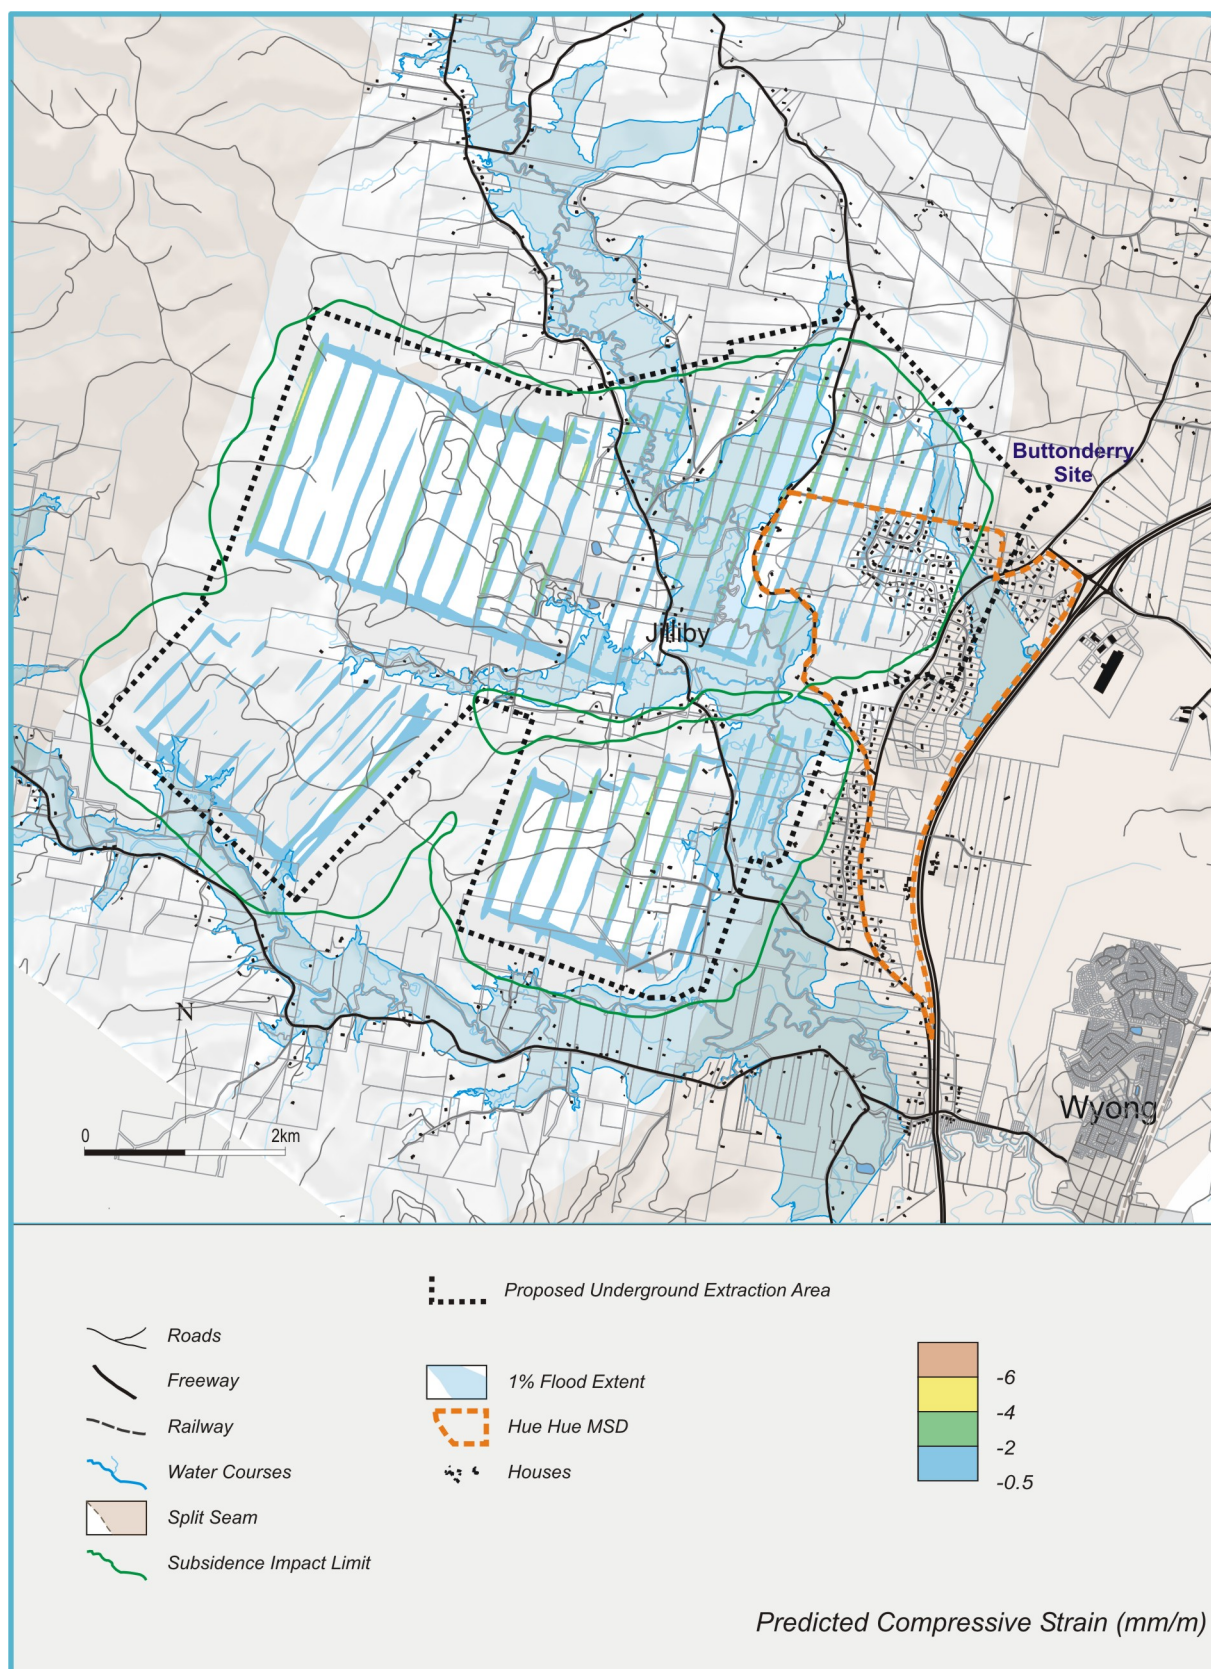 Buttonderry
Site
Jilliby
N
0
2km
Wyong
Proposed Underground Extraction Area
Roads
Freeway
1% Flood Extent
Railway
Hue Hue MSD
Water Courses
Houses
Split Seam
Subsidence Impact Limit
-6
-4
-2
-0.5
Predicted Compressive Strain (mm/m)